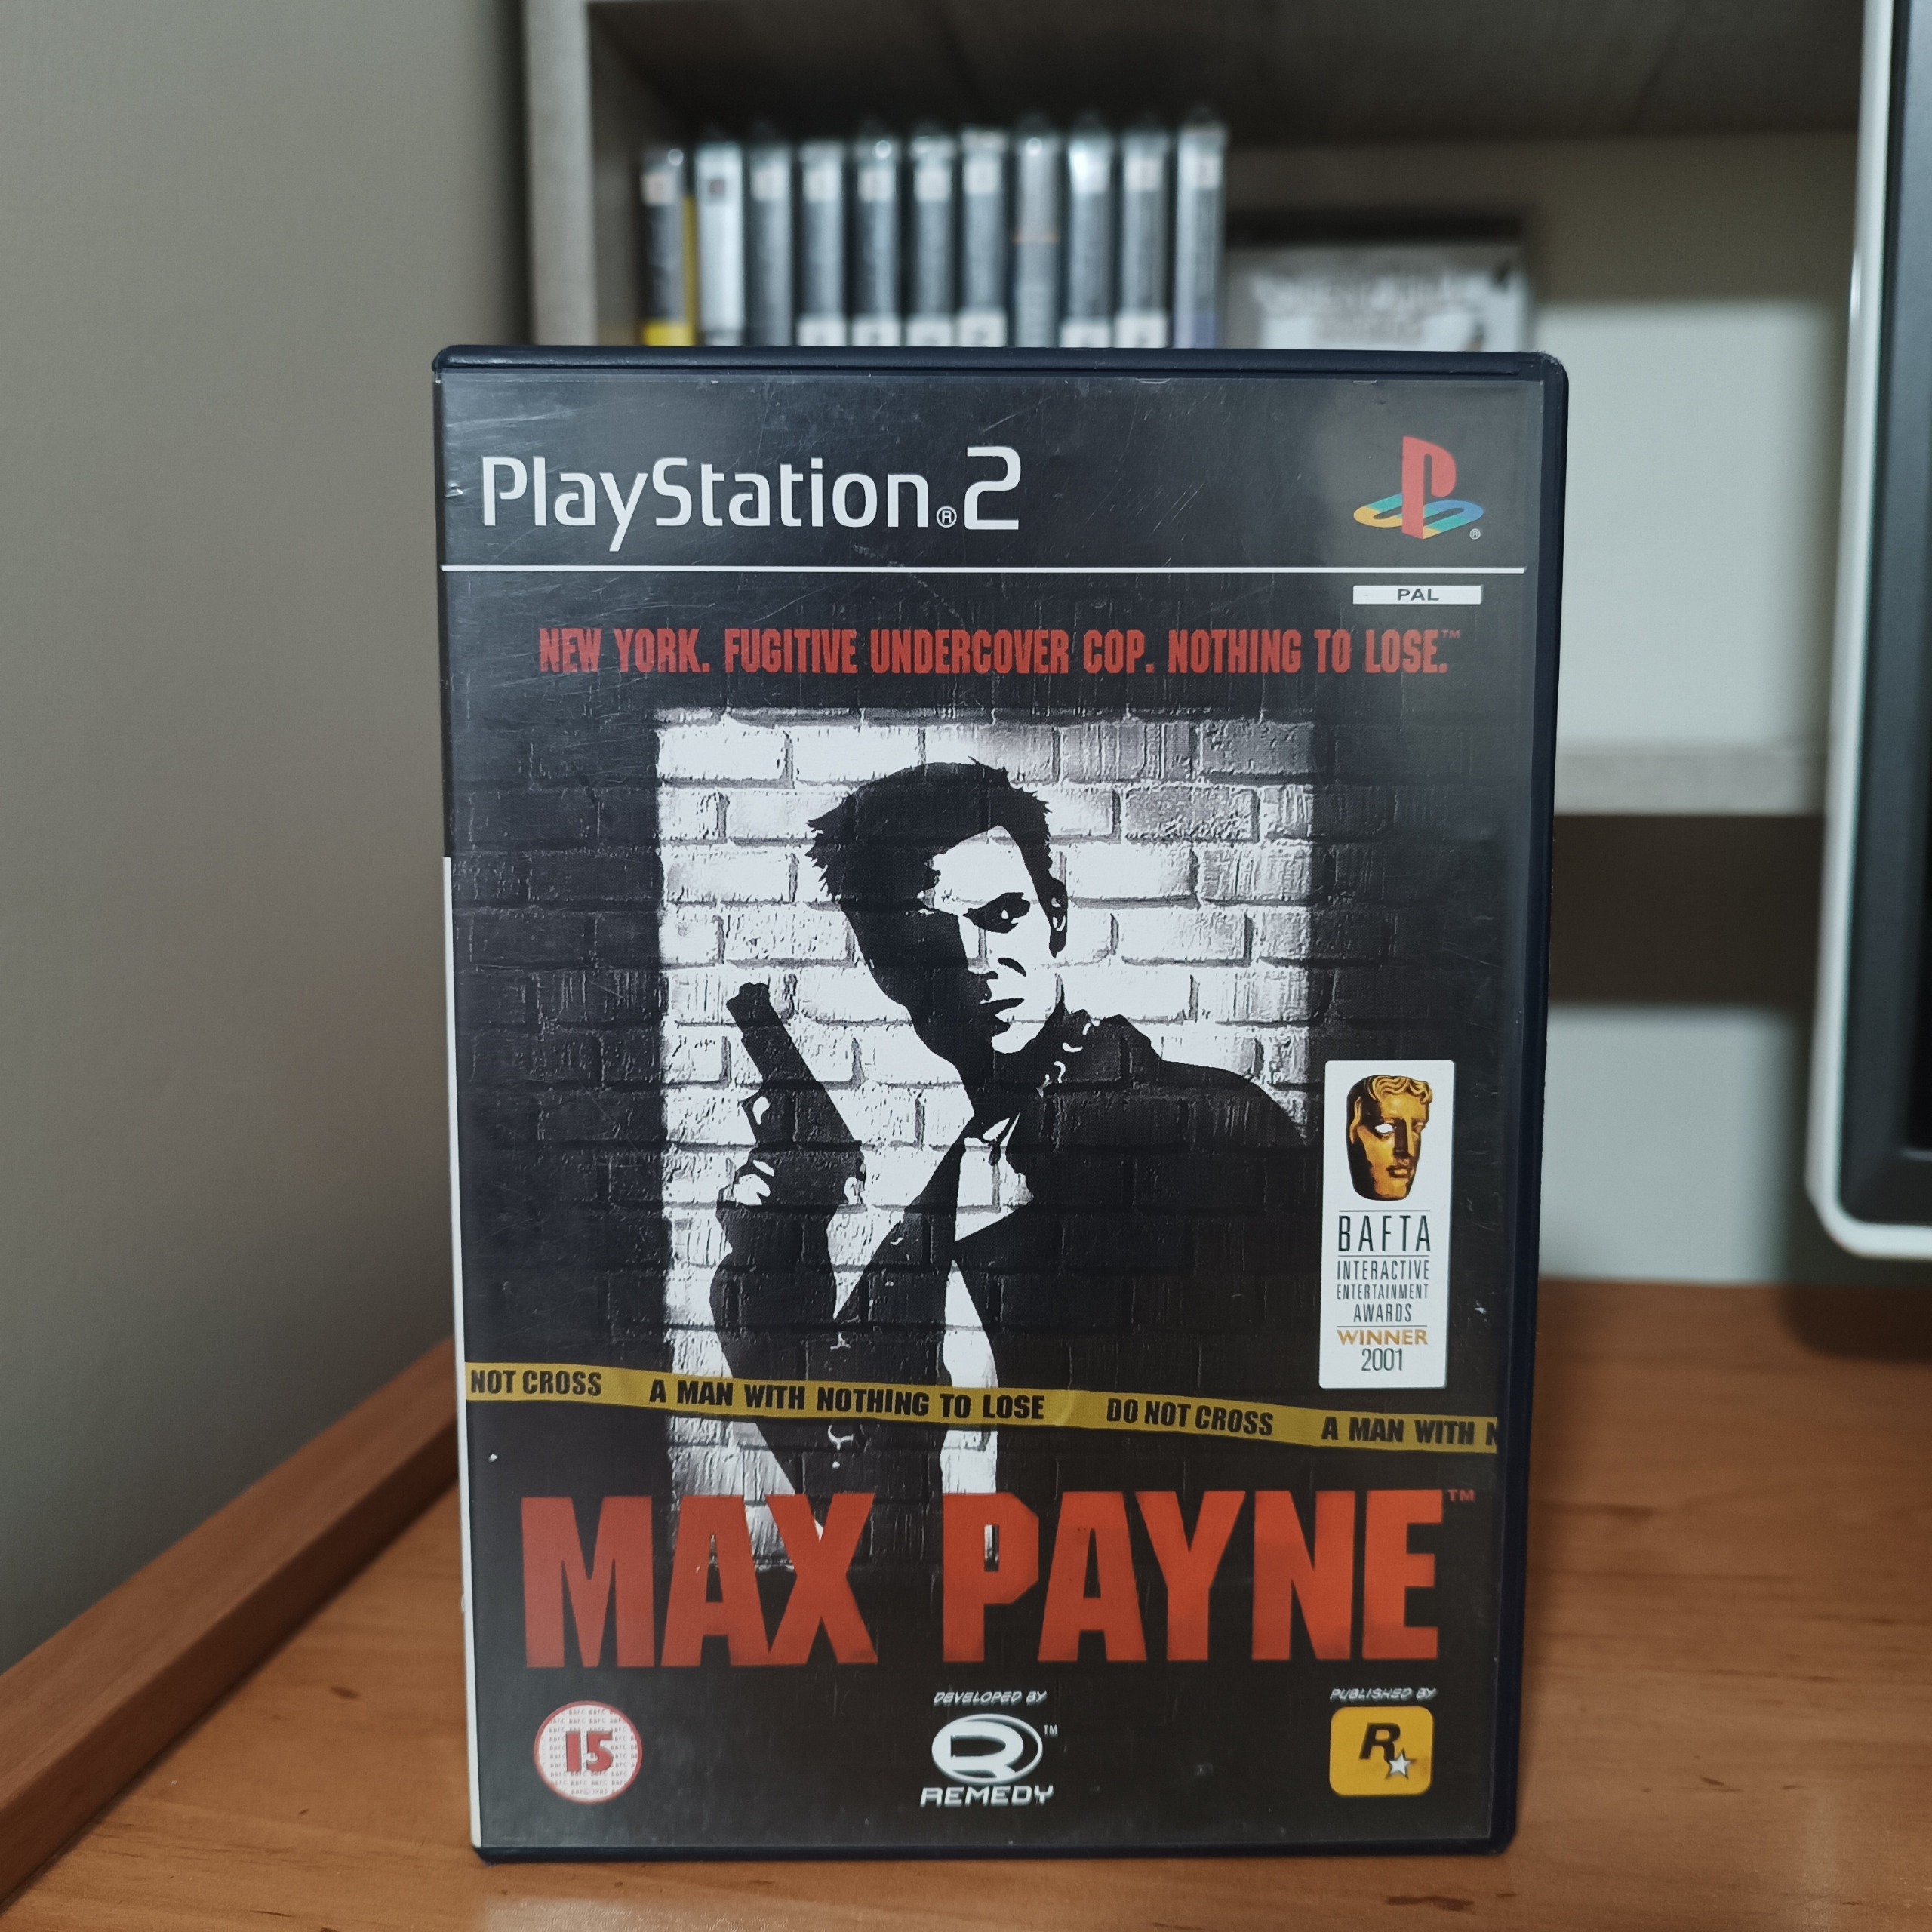 PlayStation®2
PAL
NEW YORK. FUGITIVE UNDERCOVER COP. NOTHING TO LOSE.™
BAFTA
INTERACTIVE
ENTERTAINMENT
AWARDS
WINNER
2001
NOT CROSS A MAN WITH NOTHING TO LOSE DO NOT CROSS A MAN WITH N
MAX PAYNE™
15
DEVELOPED BY
R™
REMEDY
PUBLISHED BY
R